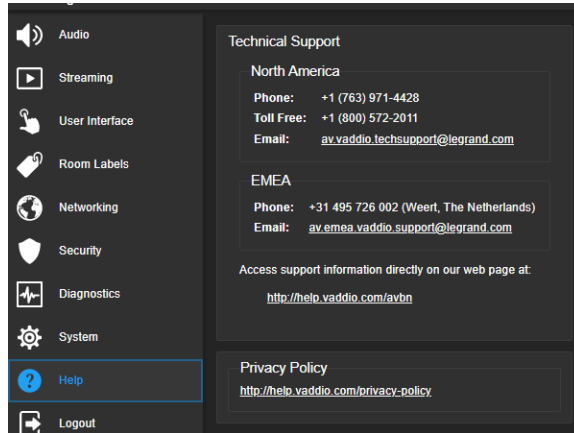 Audio
Streaming
User Interface
Room Labels
Networking
Security
Diagnostics
System
Help
Logout
Technical Support
North America
Phone: +1 (763) 971-4428
Toll Free: +1 (800) 572-2011
Email: av.vaddio.techsupport@legrand.com
EMEA
Phone: +31 495 726 002 (Weert, The Netherlands)
Email: av.emea.vaddio.support@legrand.com
Access support information directly on our web page at:
http://help.vaddio.com/avbn
Privacy Policy
http://help.vaddio.com/privacy-policy